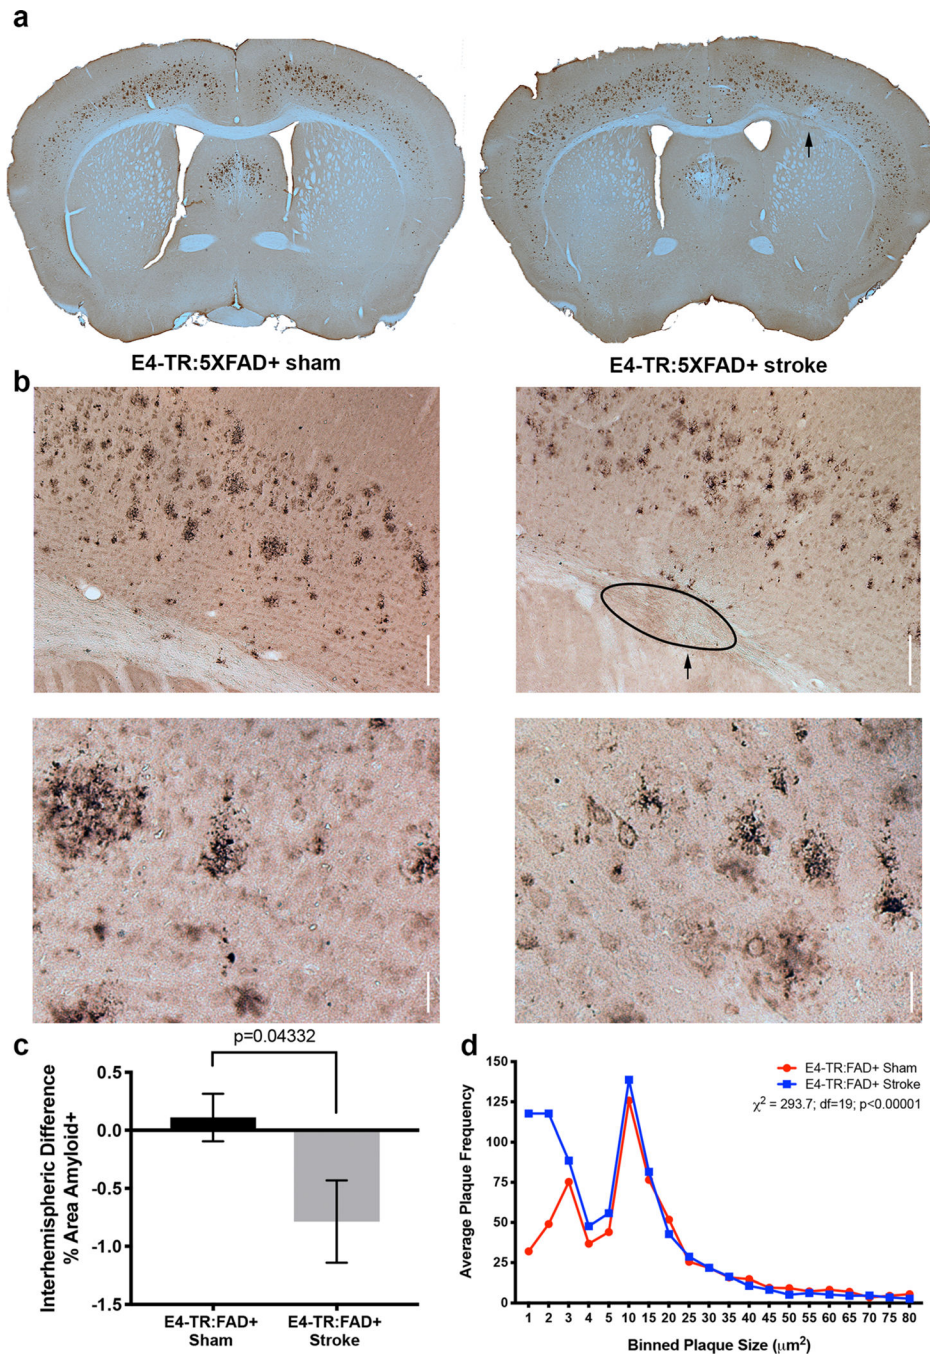 a
E4-TR:5XFAD+ sham
E4-TR:5XFAD+ stroke
b
c
p=0.04332
Interhemispheric Difference
% Area Amyloid+
0.5
0.0
-0.5
-1.0
-1.5
E4-TR:FAD+
Sham
E4-TR:FAD+
Stroke
d
E4-TR:FAD+ Sham
E4-TR:FAD+ Stroke
χ² = 293.7; df=19; p<0.00001
Average Plaque Frequency
150
125
100
75
50
25
0
1 2 3 4 5 10 15 20 25 30 35 40 45 50 55 60 65 70 75 80
Binned Plaque Size (μm²)